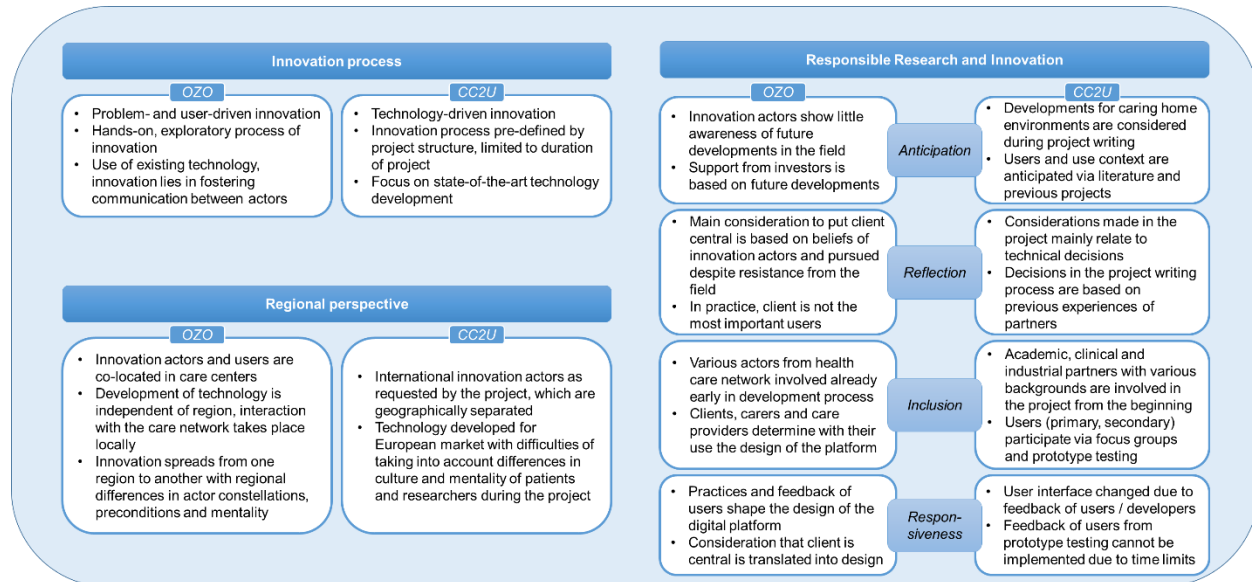 Innovation process
OZO
• Problem- and user-driven innovation
• Hands-on, exploratory process of
innovation
• Use of existing technology,
innovation lies in fostering
communication between actors
CC2U
• Technology-driven innovation
• Innovation process pre-defined by
project structure, limited to duration
of project
• Focus on state-of-the-art technology
development
Regional perspective
OZO
• Innovation actors and users are
co-located in care centers
• Development of technology is
independent of region, interaction
with the care network takes place
locally
• Innovation spreads from one
region to another with regional
differences in actor constellations,
preconditions and mentality
CC2U
• International innovation actors as
requested by the project, which are
geographically separated
• Technology developed for
European market with difficulties of
taking into account differences in
culture and mentality of patients
and researchers during the project
Responsible Research and Innovation
OZO
CC2U
• Innovation actors show little
awareness of future
developments in the field
• Support from investors is
based on future developments
Anticipation
• Developments for caring home
environments are considered
during project writing
• Users and use context are
anticipated via literature and
previous projects
• Main consideration to put client
central is based on beliefs of
innovation actors and pursued
despite resistance from the
field
• In practice, client is not the
most important users
Reflection
• Considerations made in the
project mainly relate to
technical decisions
• Decisions in the project writing
process are based on
previous experiences of
partners
• Various actors from health
care network involved already
early in development process
• Clients, carers and care
providers determine with their
use the design of the platform
Inclusion
• Academic, clinical and
industrial partners with various
backgrounds are involved in
the project from the beginning
• Users (primary, secondary)
participate via focus groups
and prototype testing
• Practices and feedback of
users shape the design of the
digital platform
• Consideration that client is
central is translated into design
Respon-
siveness
• User interface changed due to
feedback of users / developers
• Feedback of users from
prototype testing cannot be
implemented due to time limits